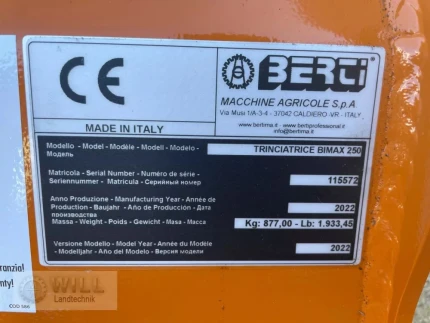 CE
BERTI
MACCHINE AGRICOLE S.p.A.
Via Musi 1/A-3-4 - 37042 CALDIERO -VR - ITALY
www.bertima.it - www.bertiprofessional.it
info@bertima.it
MADE IN ITALY
Modello - Model - Modèle - Modell - Modelo -
Модель
TRINCIATRICE BIMAX 250
Matricola - Serial Number - Numéro de série -
Seriennummer - Matrícula - Серийный номер
115572
Anno Produzione - Manufacturing Year - Année de
Production - Baujahr - Año de Producción - Дата
производства
2022
Massa - Weight - Poids - Gewicht - Masa - Масса
Kg: 877,00 - Lb: 1.933,45
Versione Modello - Model Year - Année du Modèle
- Modelljahr - Año del Modelo - Версия модели
2022
ranzia!
nty!
WILL
Landtechnik